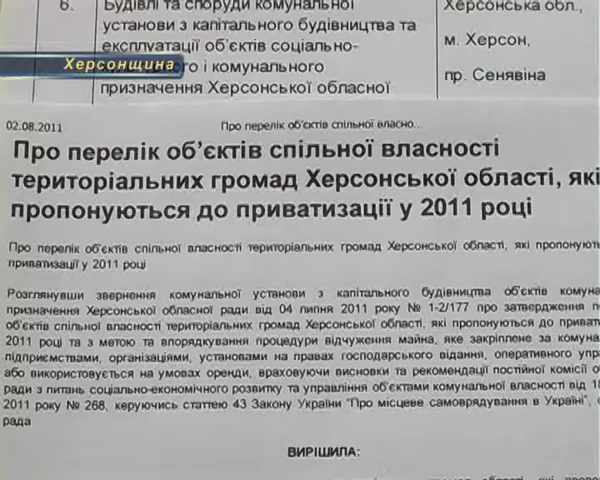 6. Будівлі та споруди комунальної Херсонська обл.,
установи з капітального будівництва та
експлуатації об'єктів соціально- м. Херсон,
Херсонщина
і комунального пр. Сенявіна
призначення Херсонської обласної
02.08.2011 Про перелік об'єктів спільної власно...
Про перелік об'єктів спільної власності
територіальних громад Херсонської області, які
пропонуються до приватизації у 2011 році
Про перелік об'єктів спільної власності територіальних громад Херсонської області, які
приватизації у 2011 році
Розглянувши звернення комунальної установи з капітального будівництва об'єктів
призначення Херсонської обласної ради від 04 липня 2011 року № 1-2/177 про затвердження
об'єктів спільної власності територіальних громад Херсонської області, які пропонуються до
2011 році та з метою та впорядкування процедури відчуження майна, яке закріплене за
підприємствами, організаціями, установами на правах господарського відання, оперативного
або використовується на умовах оренди, враховуючи висновки та рекомендації постійної комісії
ради з питань соціально-економічного розвитку та управління об'єктами комунальної власності від
2011 року № 268, керуючись статтею 43 Закону України "Про місцеве самоврядування в Україні",
рада
ВИРІШИЛА: